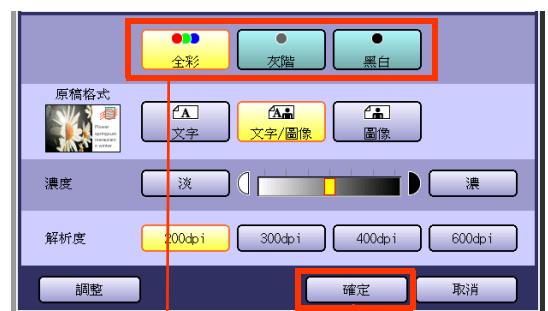 全彩 灰階 黑白
原稿格式
A A
文字 文字/圖像 圖像
濃度 淡 濃
解析度 200dpi 300dpi 400dpi 600dpi
調整 確定 取消